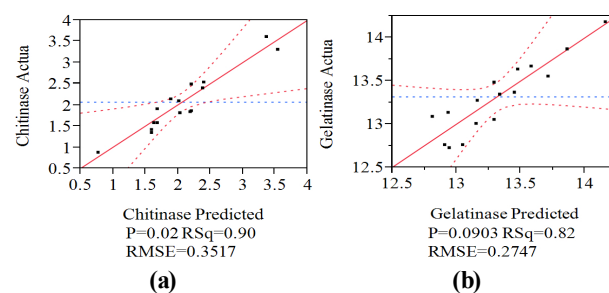 Chitinase Actua
4
3.5
3
2.5
2
1.5
1
0.5
0.5 1 1.5 2 2.5 3 3.5 4
Chitinase Predicted
P=0.02 RSq=0.90
RMSE=0.3517
(a)
Gelatinase Actua
14
13.5
13
12.5
12.5 13 13.5 14
Gelatinase Predicted
P=0.0903 RSq=0.82
RMSE=0.2747
(b)